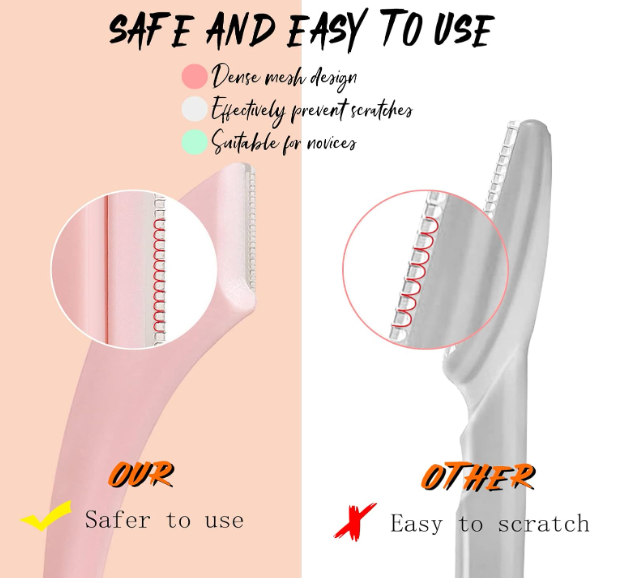 SAFE AND EASY TO USE
Dense mesh design
Effectively prevent scratches
Suitable for novices
OUR
OTHER
Safer to use
Easy to scratch